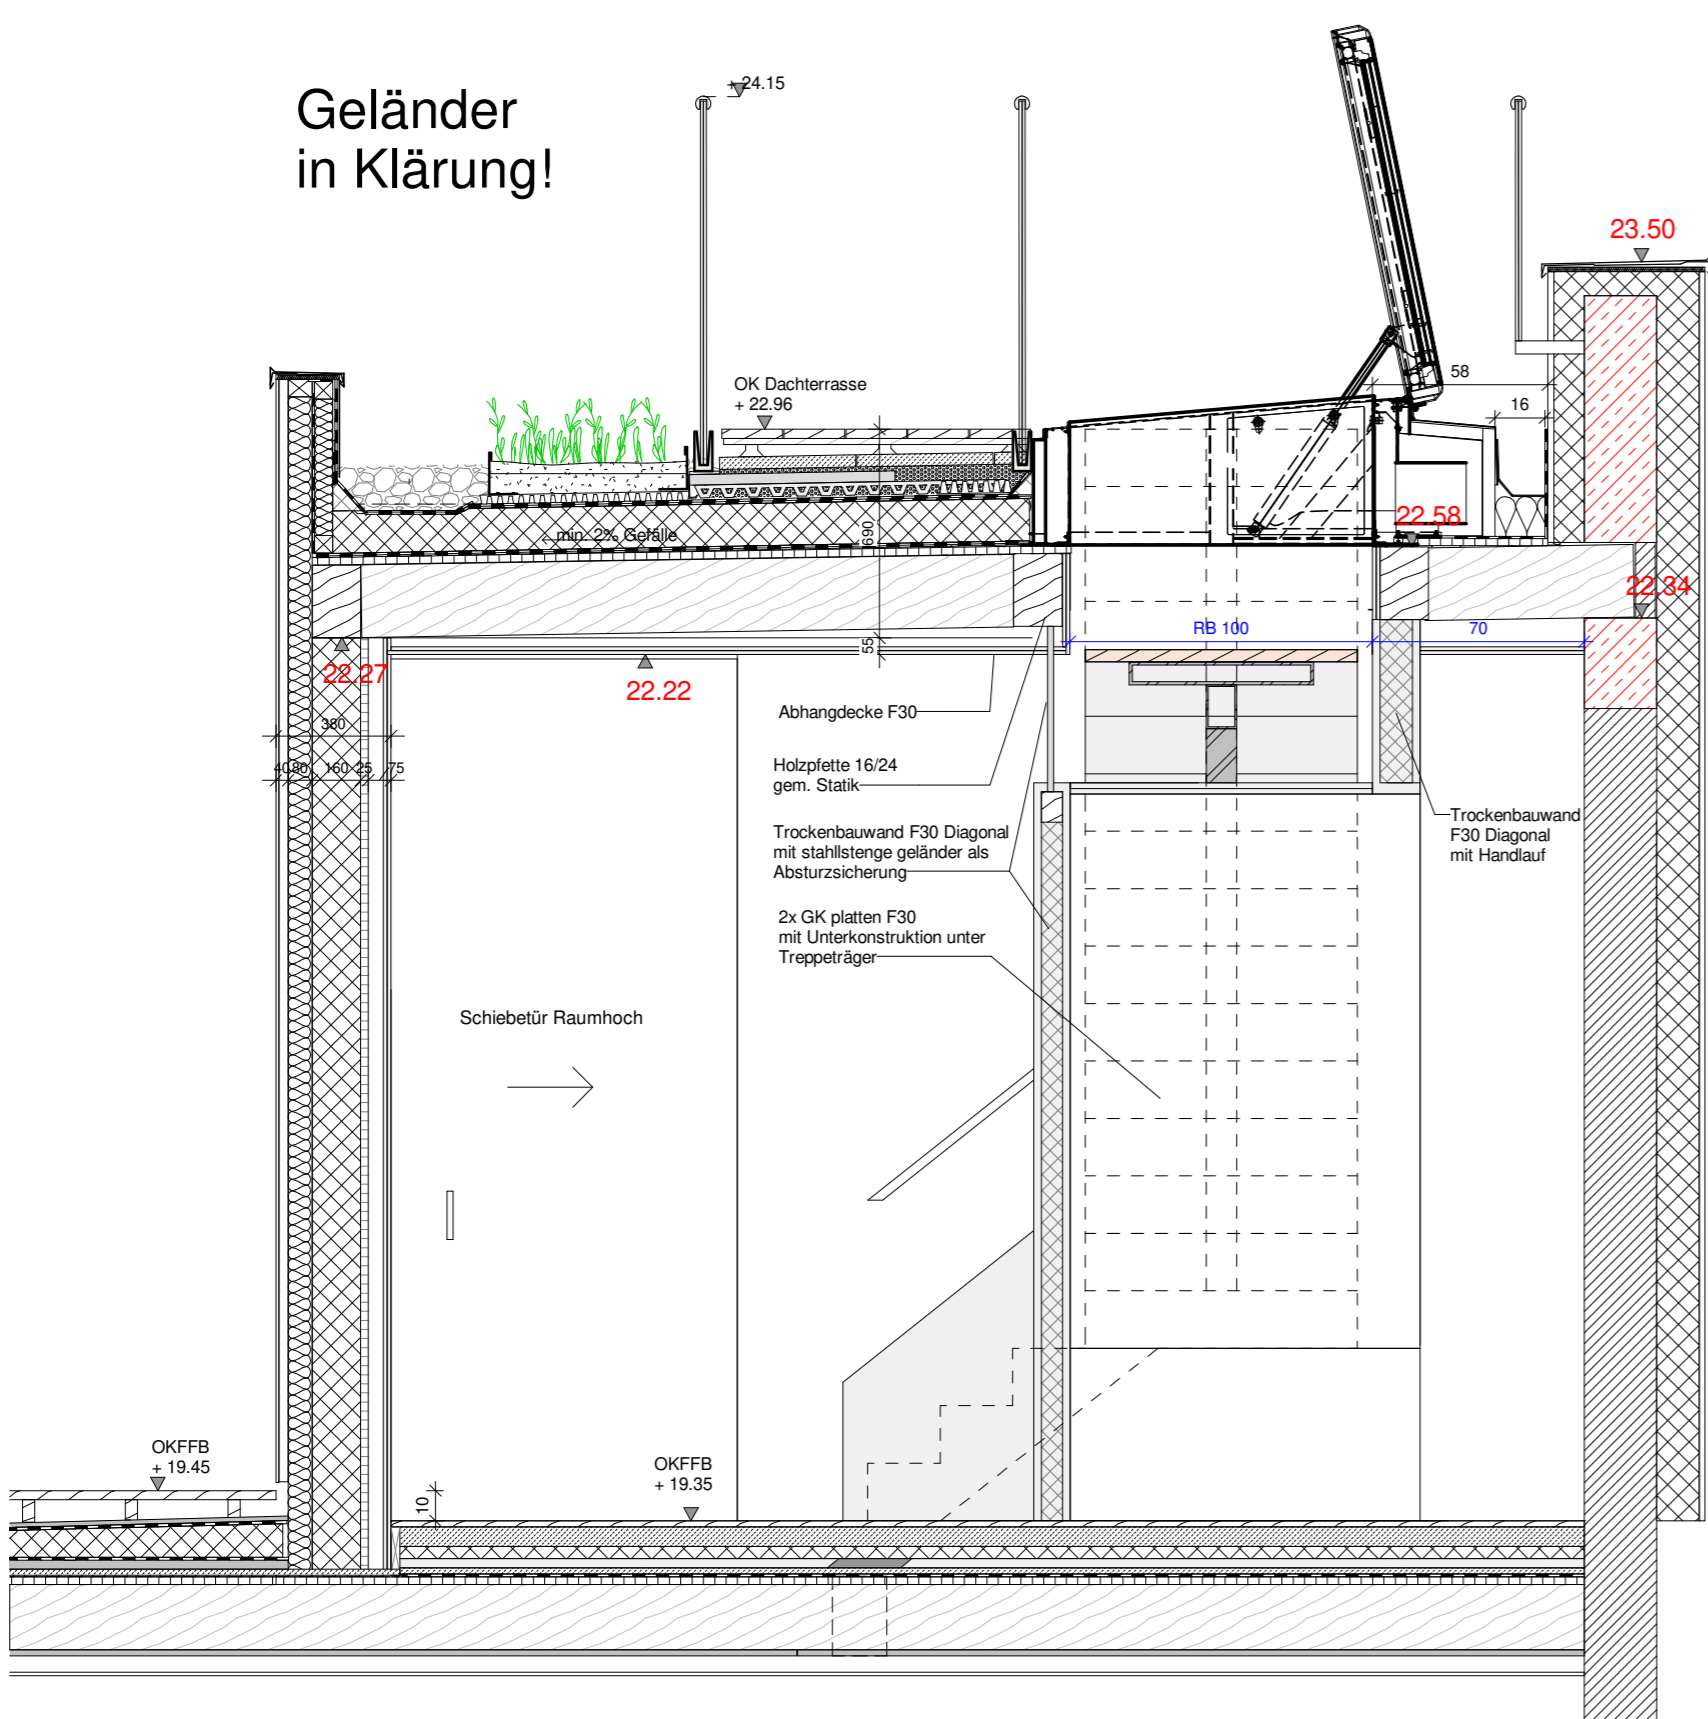 Geländer
in Klärung!
+ 24.15
23.50
OK Dachterrasse
+ 22.96
58
16
22.58
min. 2% Gefälle
690
22.34
RB 100
70
55
22.27
22.22
Abhangdecke F30
380
40
80
160
25
75
Holzpfette 16/24
gem. Statik
Trockenbauwand F30 Diagonal
mit stahllstenge geländer als
Absturzsicherung
Trockenbauwand
F30 Diagonal
mit Handlauf
2x GK platten F30
mit Unterkonstruktion unter
Treppeträger
Schiebetür Raumhoch
OKFFB
+ 19.45
OKFFB
+ 19.35
10